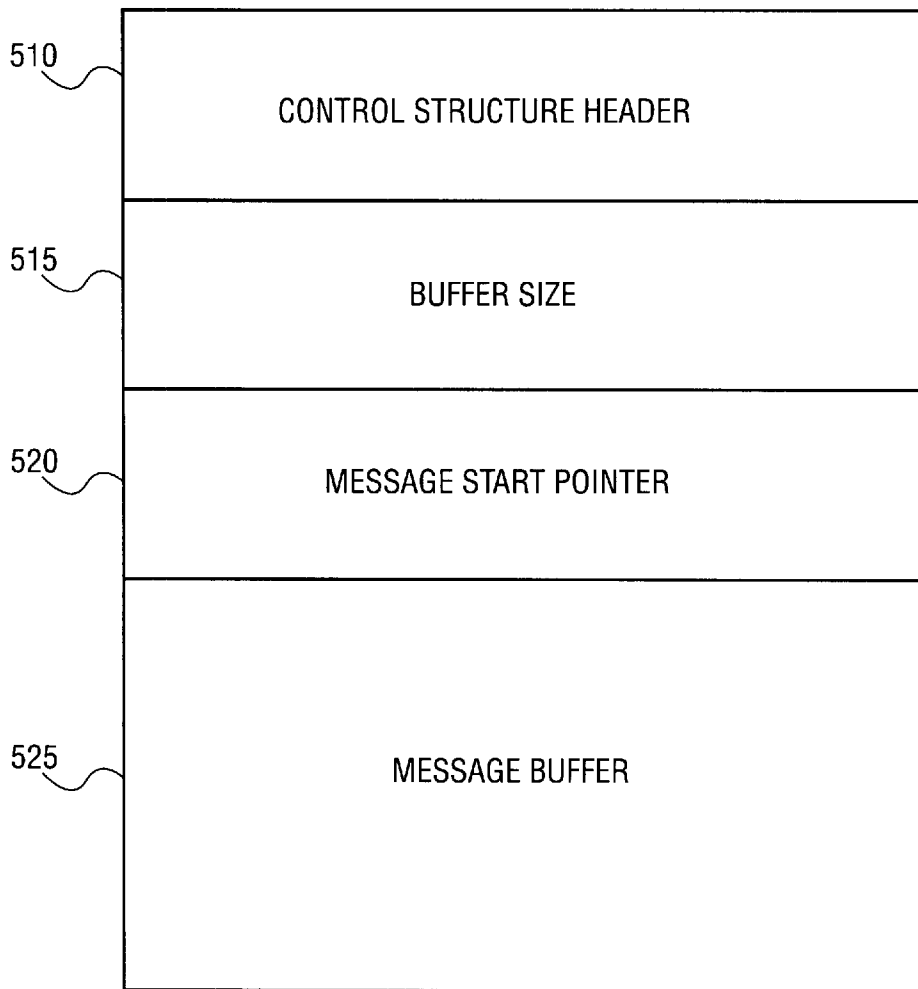 510
CONTROL STRUCTURE HEADER
515
BUFFER SIZE
520
MESSAGE START POINTER
525
MESSAGE BUFFER